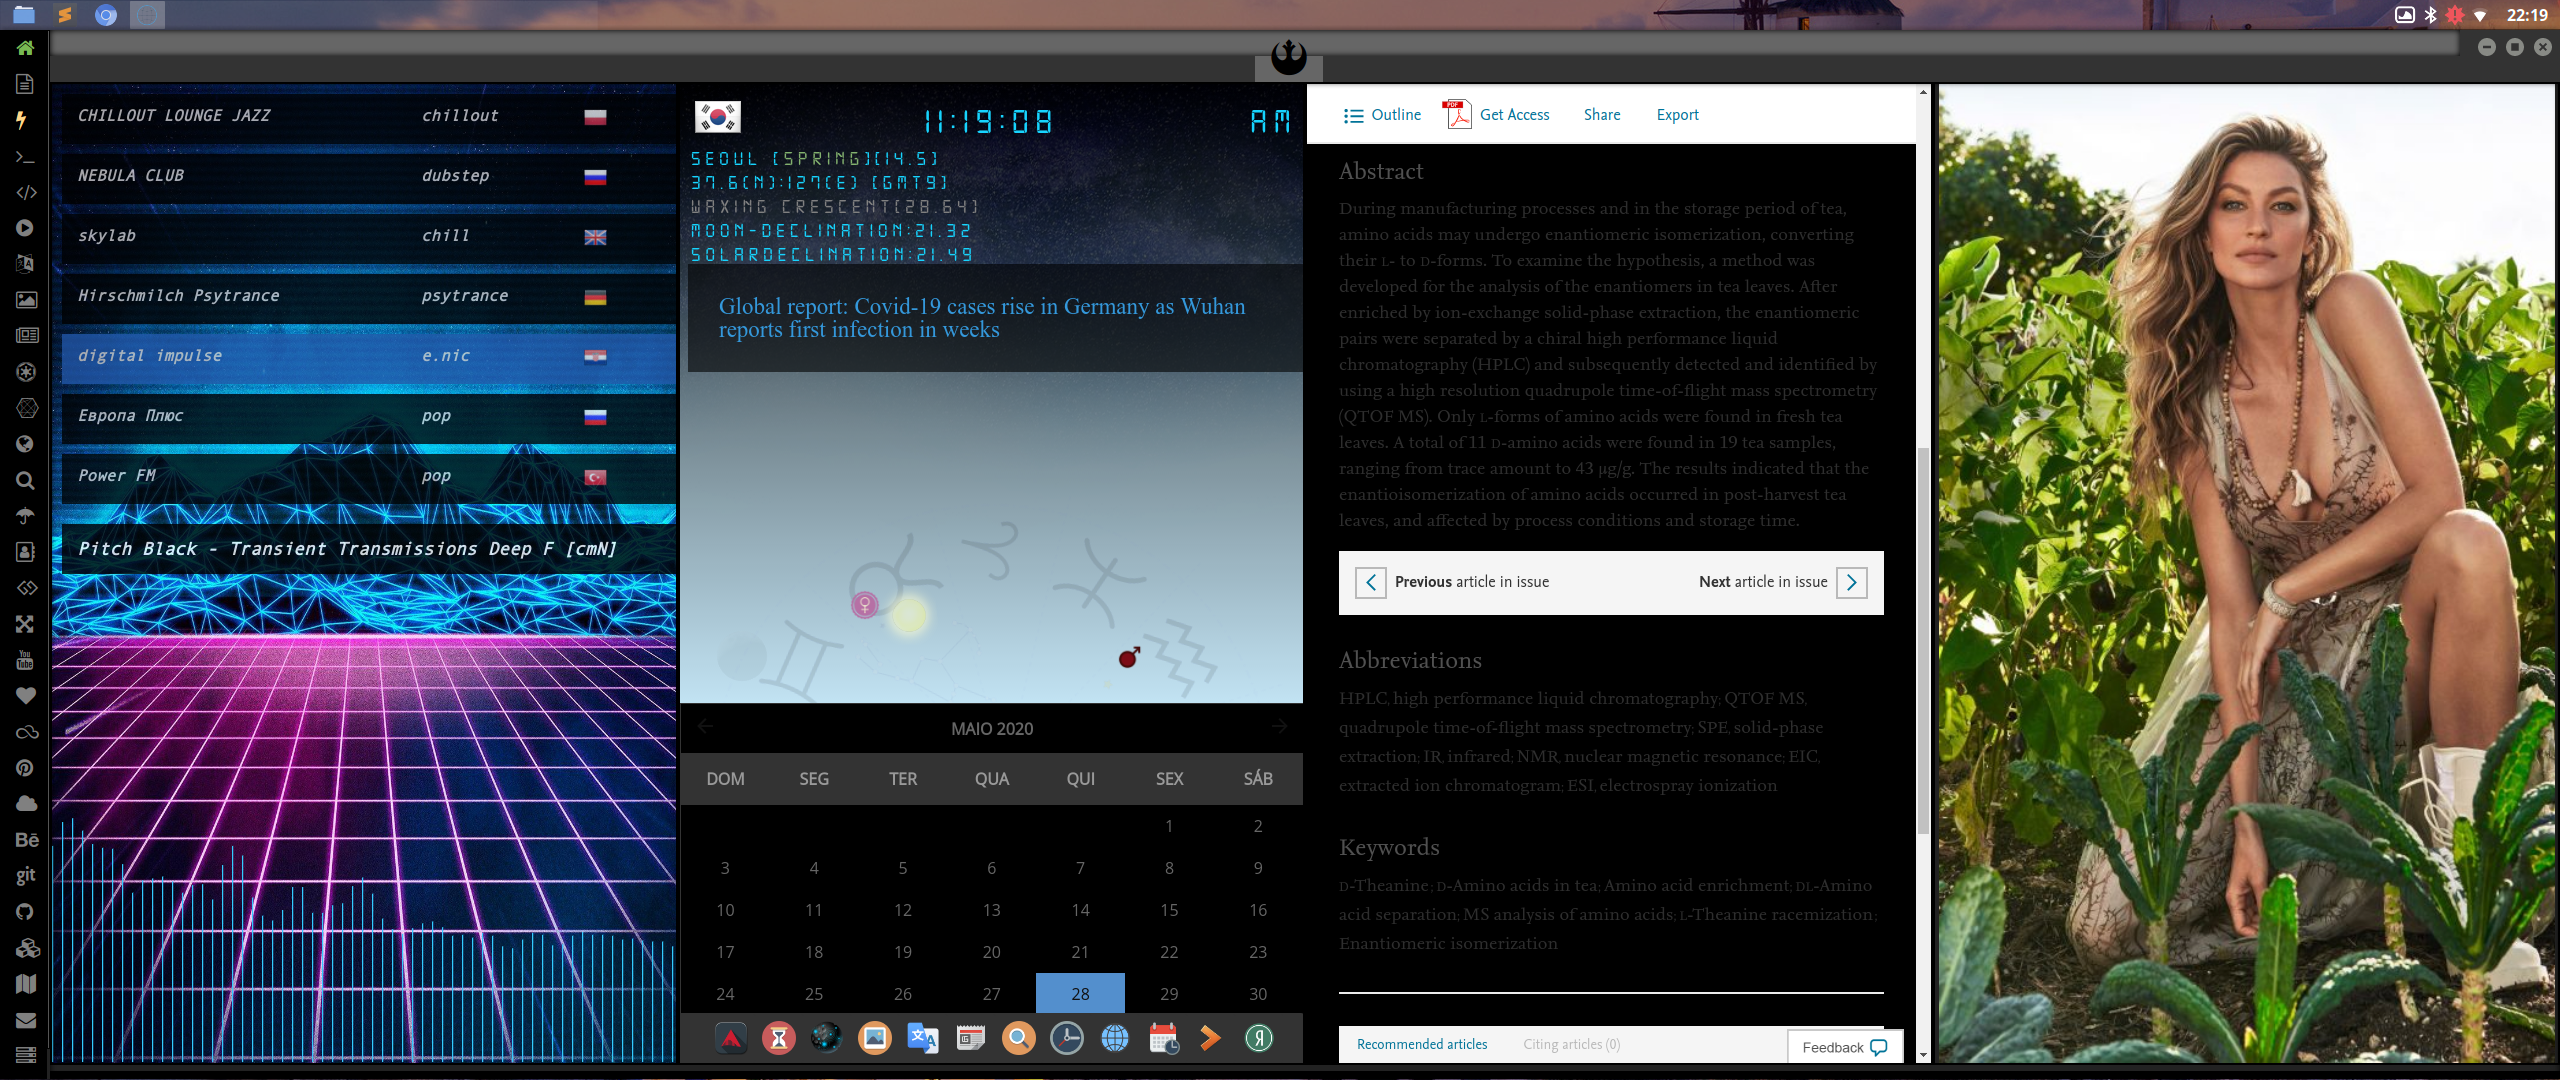 22:19
CHILLOUT LOUNGE JAZZ chillout
NEBULA CLUB dubstep
skylab chill
Hirschmilch Psytrance psytrance
digital impulse e.nic
Европа Плюс pop
Power FM pop
Pitch Black - Transient Transmissions Deep F [cmN]
You
Tube
Bē
git
11:19:08 AM
SEOUL [SPRING][14.5]
37.6(N):127(E) [GMT9]
WAXING CRESCENT[28.64]
MOON-DECLINATION:21.32
SOLARDECLINATION:21.49
Global report: Covid-19 cases rise in Germany as Wuhan
reports first infection in weeks
MAIO 2020
DOM SEG TER QUA QUI SEX SÁB
1 2
3 4 5 6 7 8 9
10 11 12 13 14 15 16
17 18 19 20 21 22 23
24 25 26 27 28 29 30
Outline PDF Get Access Share Export
Abstract
During manufacturing processes and in the storage period of tea,
amino acids may undergo enantiomeric isomerization, converting
their L- to D-forms. To examine the hypothesis, a method was
developed for the analysis of the enantiomers in tea leaves. After
enriched by ion-exchange solid-phase extraction, the enantiomeric
pairs were separated by a chiral high performance liquid
chromatography (HPLC) and subsequently detected and identified by
using a high resolution quadrupole time-of-flight mass spectrometry
(QTOF MS). Only L-forms of amino acids were found in fresh tea
leaves. A total of 11 D-amino acids were found in 19 tea samples,
ranging from trace amount to 43 μg/g. The results indicated that the
enantioisomerization of amino acids occurred in post-harvest tea
leaves, and affected by process conditions and storage time.
Previous article in issue Next article in issue
Abbreviations
HPLC, high performance liquid chromatography; QTOF MS,
quadrupole time-of-flight mass spectrometry; SPE, solid-phase
extraction; IR, infrared; NMR, nuclear magnetic resonance; EIC,
extracted ion chromatogram; ESI, electrospray ionization
Keywords
D-Theanine; D-Amino acids in tea; Amino acid enrichment; DL-Amino
acid separation; MS analysis of amino acids; L-Theanine racemization;
Enantiomeric isomerization
Recommended articles Citing articles (0)
Feedback